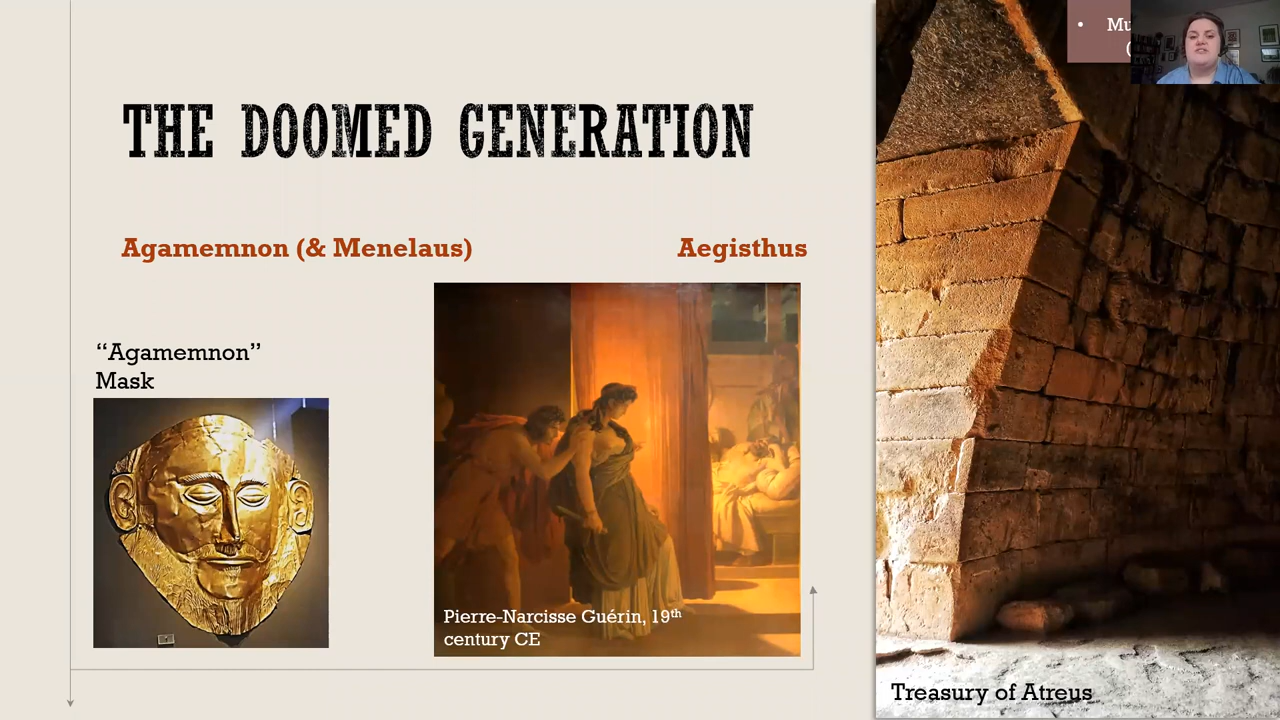 THE DOOMED GENERATION
Agamemnon (& Menelaus)
Aegisthus
“Agamemnon”
Mask
Pierre-Narcisse Guérin, 19th
century CE
Treasury of Atreus